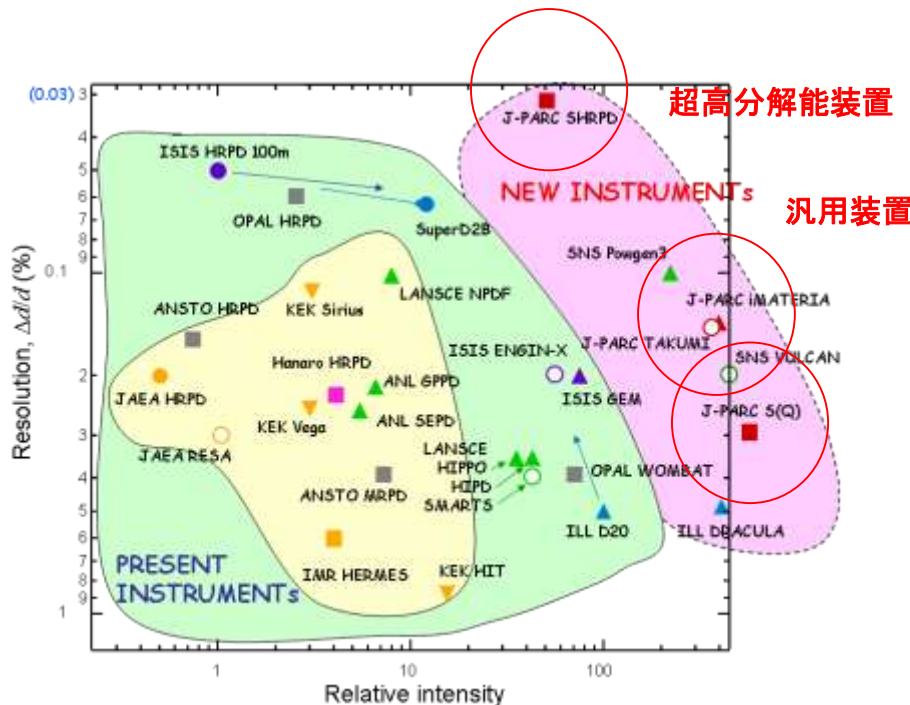 (0.03) 3
4
5
6
7
8
9
0.1
2
3
4
5
6
7
8
9
1
Resolution, Δd/d (%)
1
10
100
Relative intensity
超高分解能装置
汎用装置
NEW INSTRUMENTs
PRESENT
INSTRUMENTs
J-PARC SHRPD
ISIS HRPD 100m
OPAL HRPD
SuperD2B
SNS Powgen3
LANSCE NPDF
KEK Sirius
J-PARC iMATERIA
ANSTO HRPD
J-PARC TAKUMI
ISIS ENGIN-X
SNS VULCAN
Hanaro HRPD
JAEA HRPD
ANL GPPD
ISIS GEM
KEK Vega
ANL SEPD
J-PARC S(Q)
JAEA RESA
LANSCE
HIPPO
HIPD
SMARTS
OPAL WOMBAT
ANSTO MRPD
ILL D20
ILL DRACULA
IMR HERMES
KEK HIT